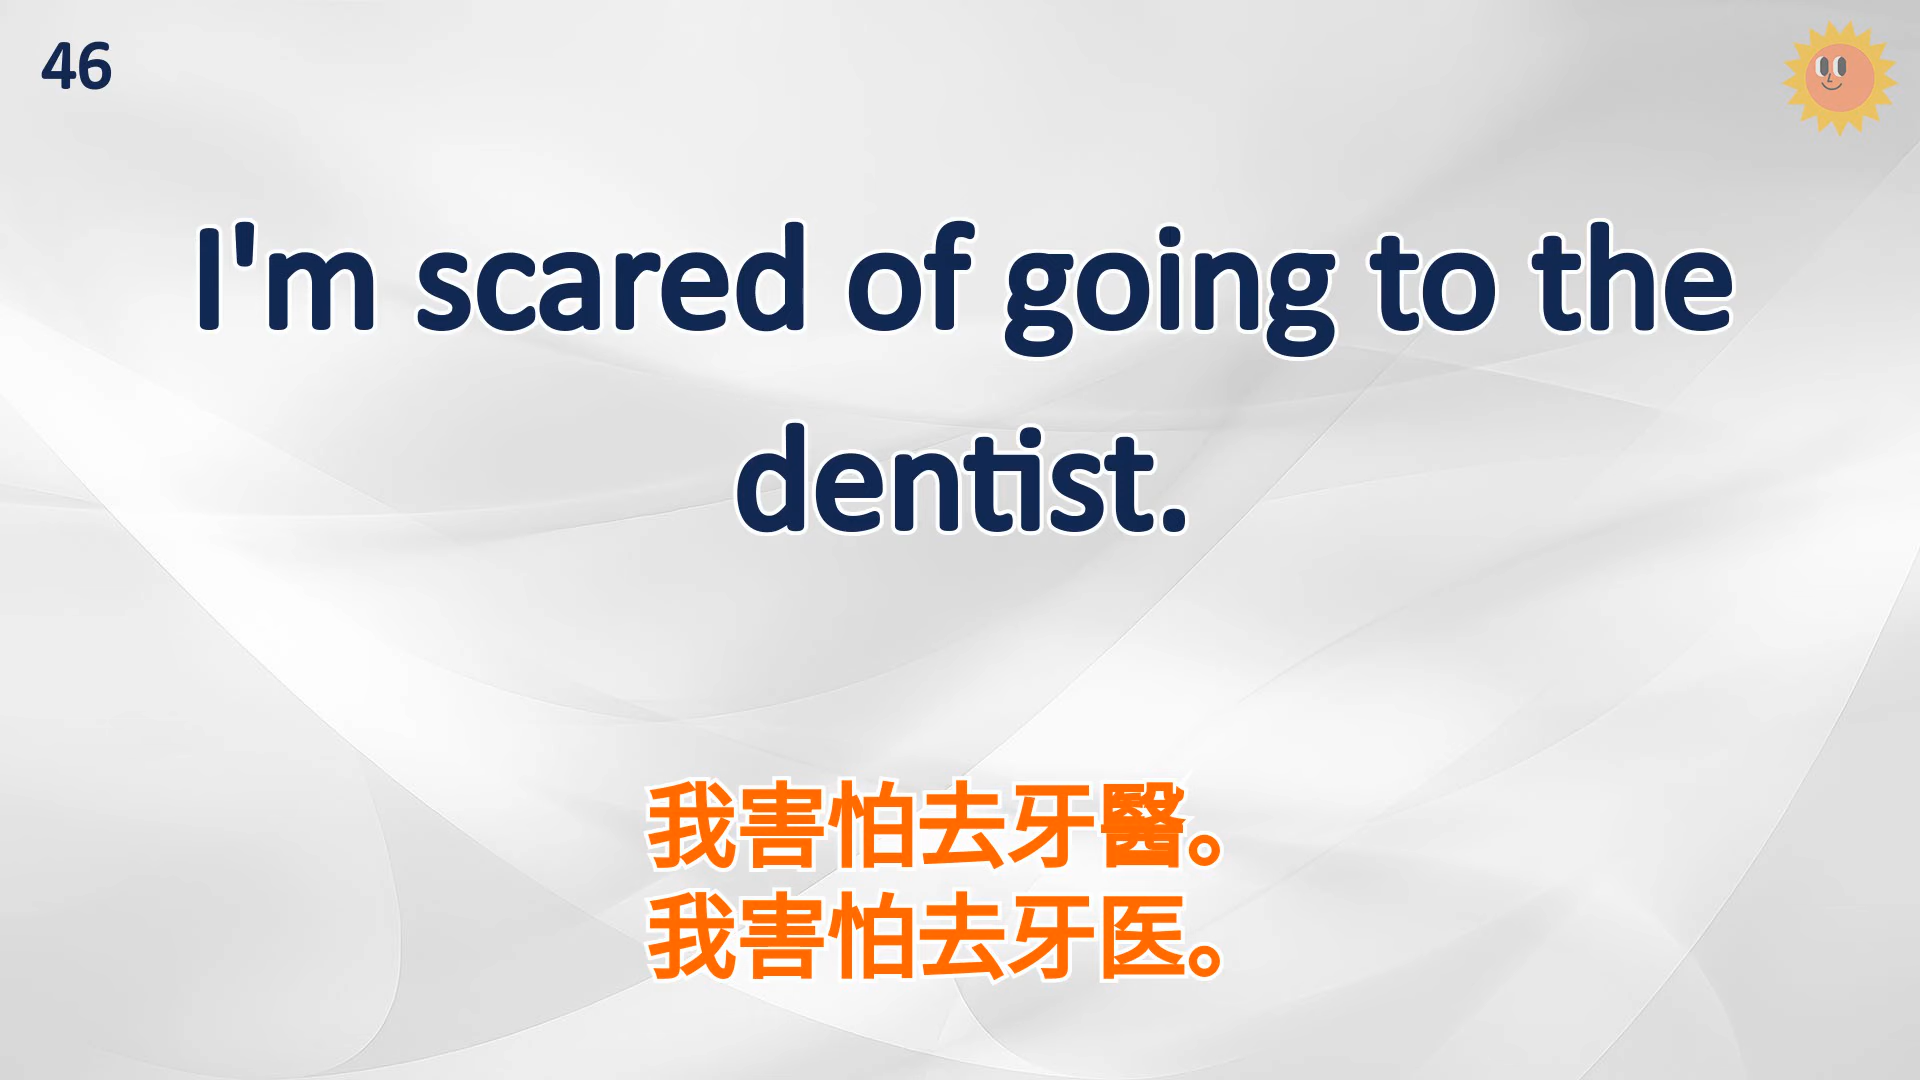 46
I'm scared of going to the
dentist.
我害怕去牙醫。
我害怕去牙医。